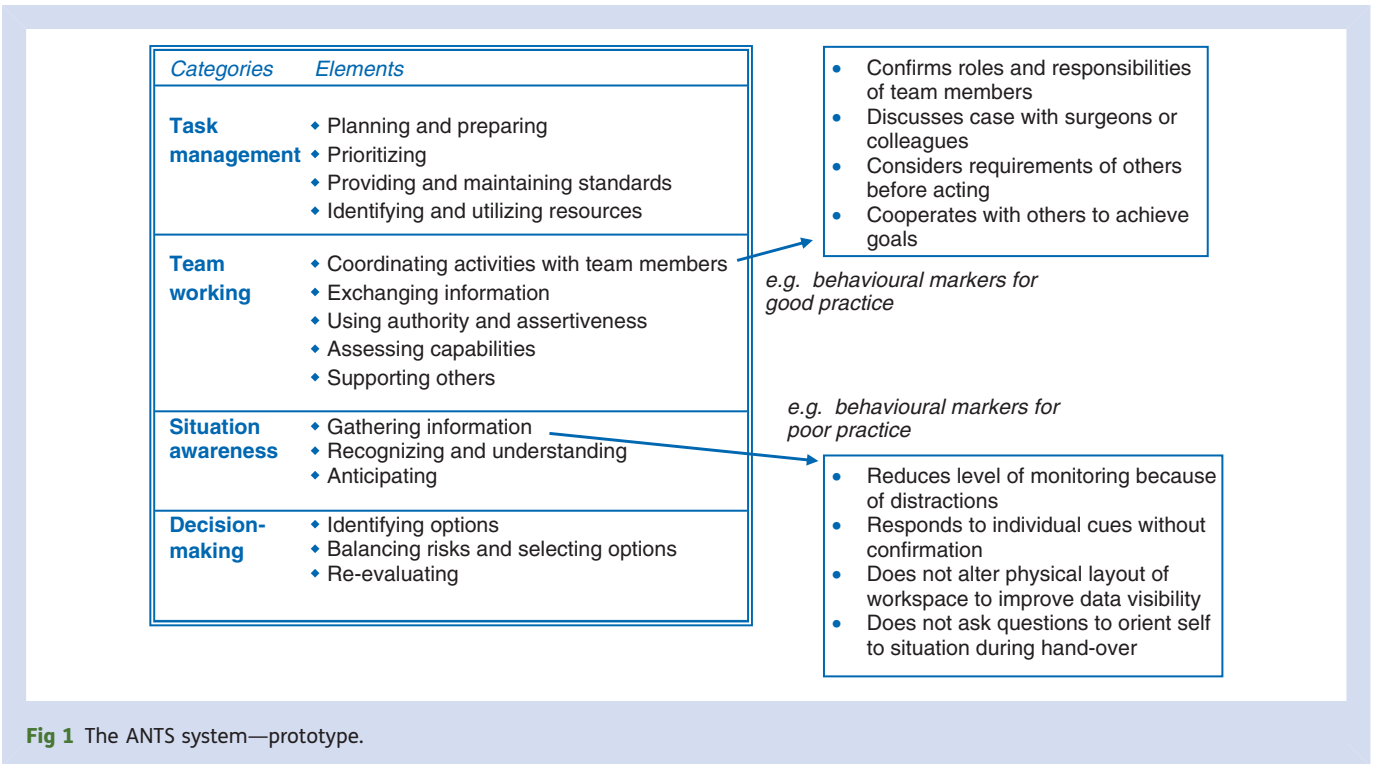 Categories Elements
Task
management
◆ Planning and preparing
◆ Prioritizing
◆ Providing and maintaining standards
◆ Identifying and utilizing resources
Team
working
◆ Coordinating activities with team members
◆ Exchanging information
◆ Using authority and assertiveness
◆ Assessing capabilities
◆ Supporting others
Situation
awareness
◆ Gathering information
◆ Recognizing and understanding
◆ Anticipating
Decision-
making
◆ Identifying options
◆ Balancing risks and selecting options
◆ Re-evaluating
• Confirms roles and responsibilities
of team members
• Discusses case with surgeons or
colleagues
• Considers requirements of others
before acting
• Cooperates with others to achieve
goals
e.g. behavioural markers for
good practice
e.g. behavioural markers for
poor practice
• Reduces level of monitoring because
of distractions
• Responds to individual cues without
confirmation
• Does not alter physical layout of
workspace to improve data visibility
• Does not ask questions to orient self
to situation during hand-over
Fig 1 The ANTS system—prototype.